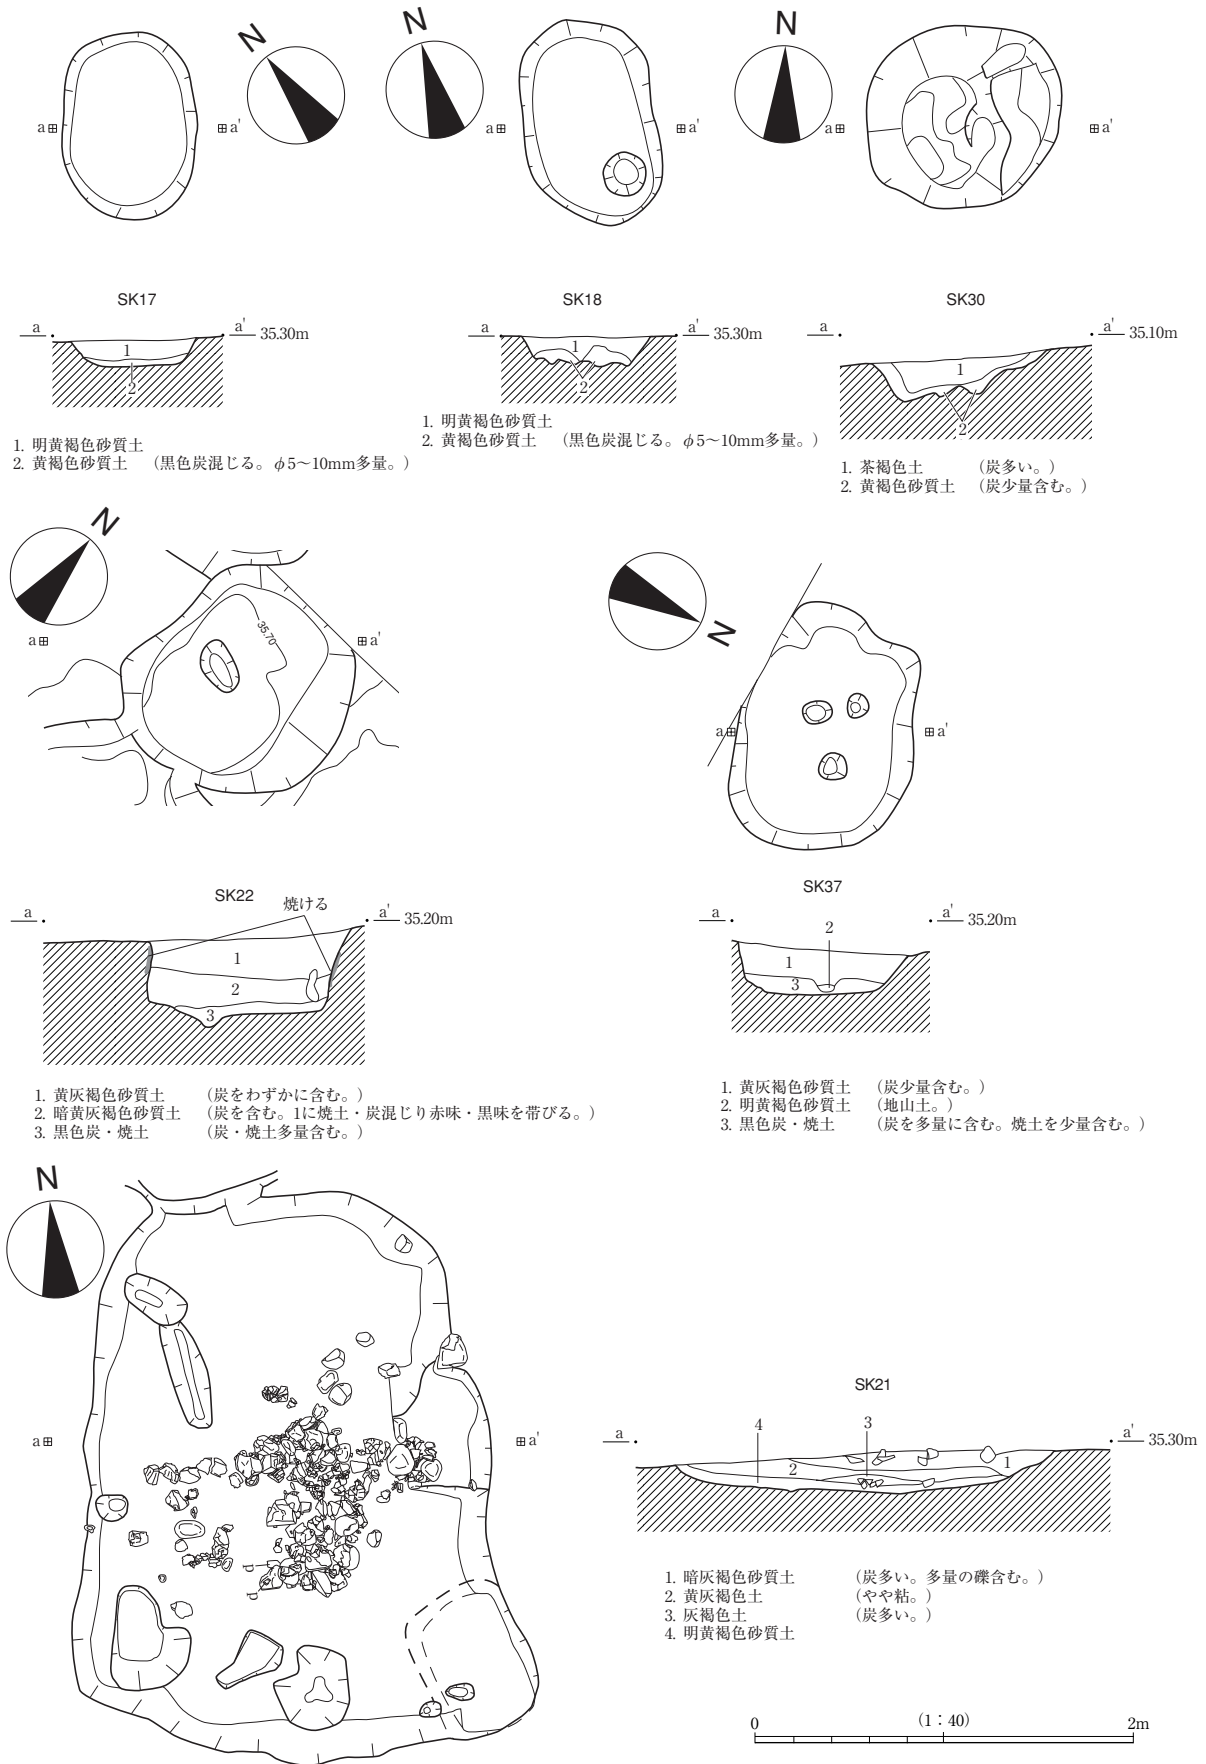 N
N
N
a a'
a a'
a a'
SK17
a a' 35.30m
1
2
1. 明黄褐色砂質土
2. 黄褐色砂質土 (黒色炭混じる。φ5～10mm多量。)
SK18
a a' 35.30m
1
2
1. 明黄褐色砂質土
2. 黄褐色砂質土 (黒色炭混じる。φ5～10mm多量。)
SK30
a a' 35.10m
1
2
1. 茶褐色土 (炭多い。)
2. 黄褐色砂質土 (炭少量含む。)
N
a a'
35.70
N
a a'
SK22
焼ける
a a' 35.20m
1
2
3
1. 黄灰褐色砂質土 (炭をわずかに含む。)
2. 暗黄灰褐色砂質土 (炭を含む。1に焼土・炭混じり赤味・黒味を帯びる。)
3. 黒色炭・焼土 (炭・焼土多量含む。)
SK37
a a' 35.20m
2
1
3
1. 黄灰褐色砂質土 (炭少量含む。)
2. 明黄褐色砂質土 (地山土。)
3. 黒色炭・焼土 (炭を多量に含む。焼土を少量含む。)
N
a a'
SK21
a a' 35.30m
4 3
2 1
1. 暗灰褐色砂質土 (炭多い。多量の礫含む。)
2. 黄灰褐色土 (やや粘。)
3. 灰褐色土 (炭多い。)
4. 明黄褐色砂質土
0 (1：40) 2m